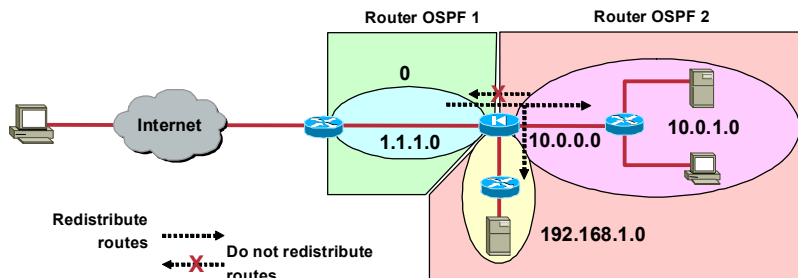 Router OSPF 1
Router OSPF 2
0
Internet
1.1.1.0
10.0.0.0
10.0.1.0
192.168.1.0
Redistribute
routes
Do not redistribute
routes